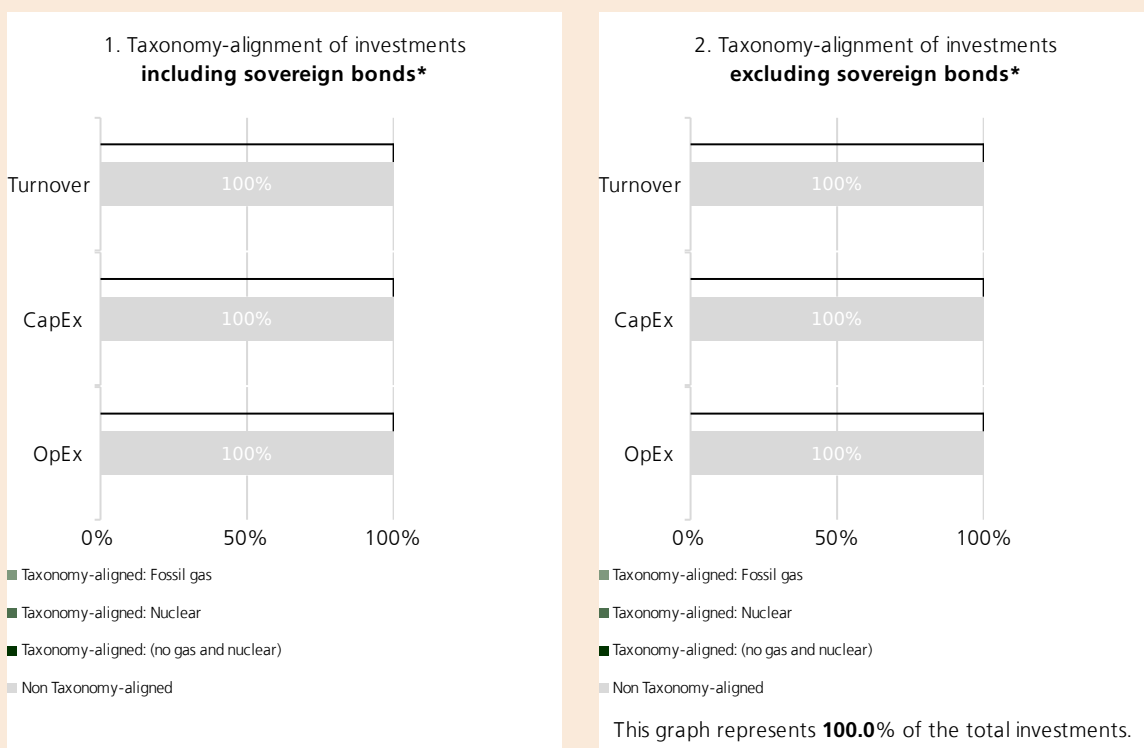 1. Taxonomy-alignment of investments
including sovereign bonds*
Turnover
100%
CapEx
100%
OpEx
100%
0% 50% 100%
Taxonomy-aligned: Fossil gas
Taxonomy-aligned: Nuclear
Taxonomy-aligned: (no gas and nuclear)
Non Taxonomy-aligned
2. Taxonomy-alignment of investments
excluding sovereign bonds*
Turnover
100%
CapEx
100%
OpEx
100%
0% 50% 100%
Taxonomy-aligned: Fossil gas
Taxonomy-aligned: Nuclear
Taxonomy-aligned: (no gas and nuclear)
Non Taxonomy-aligned
This graph represents 100.0% of the total investments.